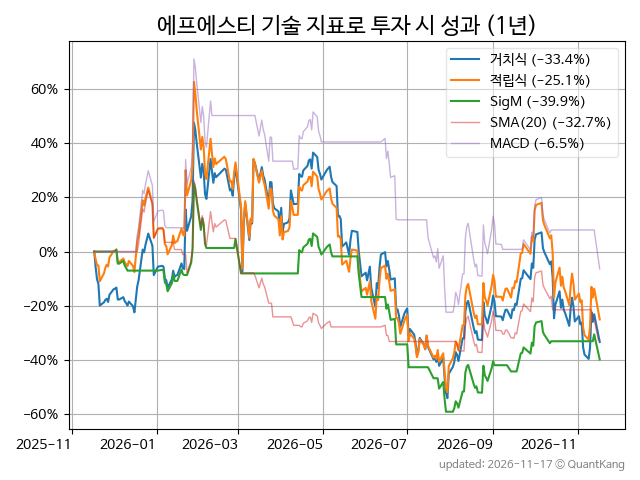 에프에스티 기술 지표로 투자 시 성과 (1년)
거치식 (−33.4%)
적립식 (−25.1%)
SigM (−39.9%)
SMA(20) (−32.7%)
MACD (−6.5%)
60%
40%
20%
0%
−20%
−40%
−60%
2025−11 2026−01 2026−03 2026−05 2026−07 2026−09 2026−11
updated: 2026-11-17 © QuantKang